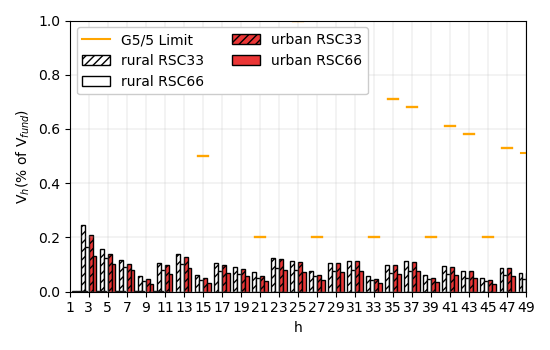 1.0
0.8
0.6
0.4
0.2
0.0
V_h (% of V_fund)
G5/5 Limit
rural RSC33
rural RSC66
urban RSC33
urban RSC66
1 3 5 7 9 11 13 15 17 19 21 23 25 27 29 31 33 35 37 39 41 43 45 47 49
h